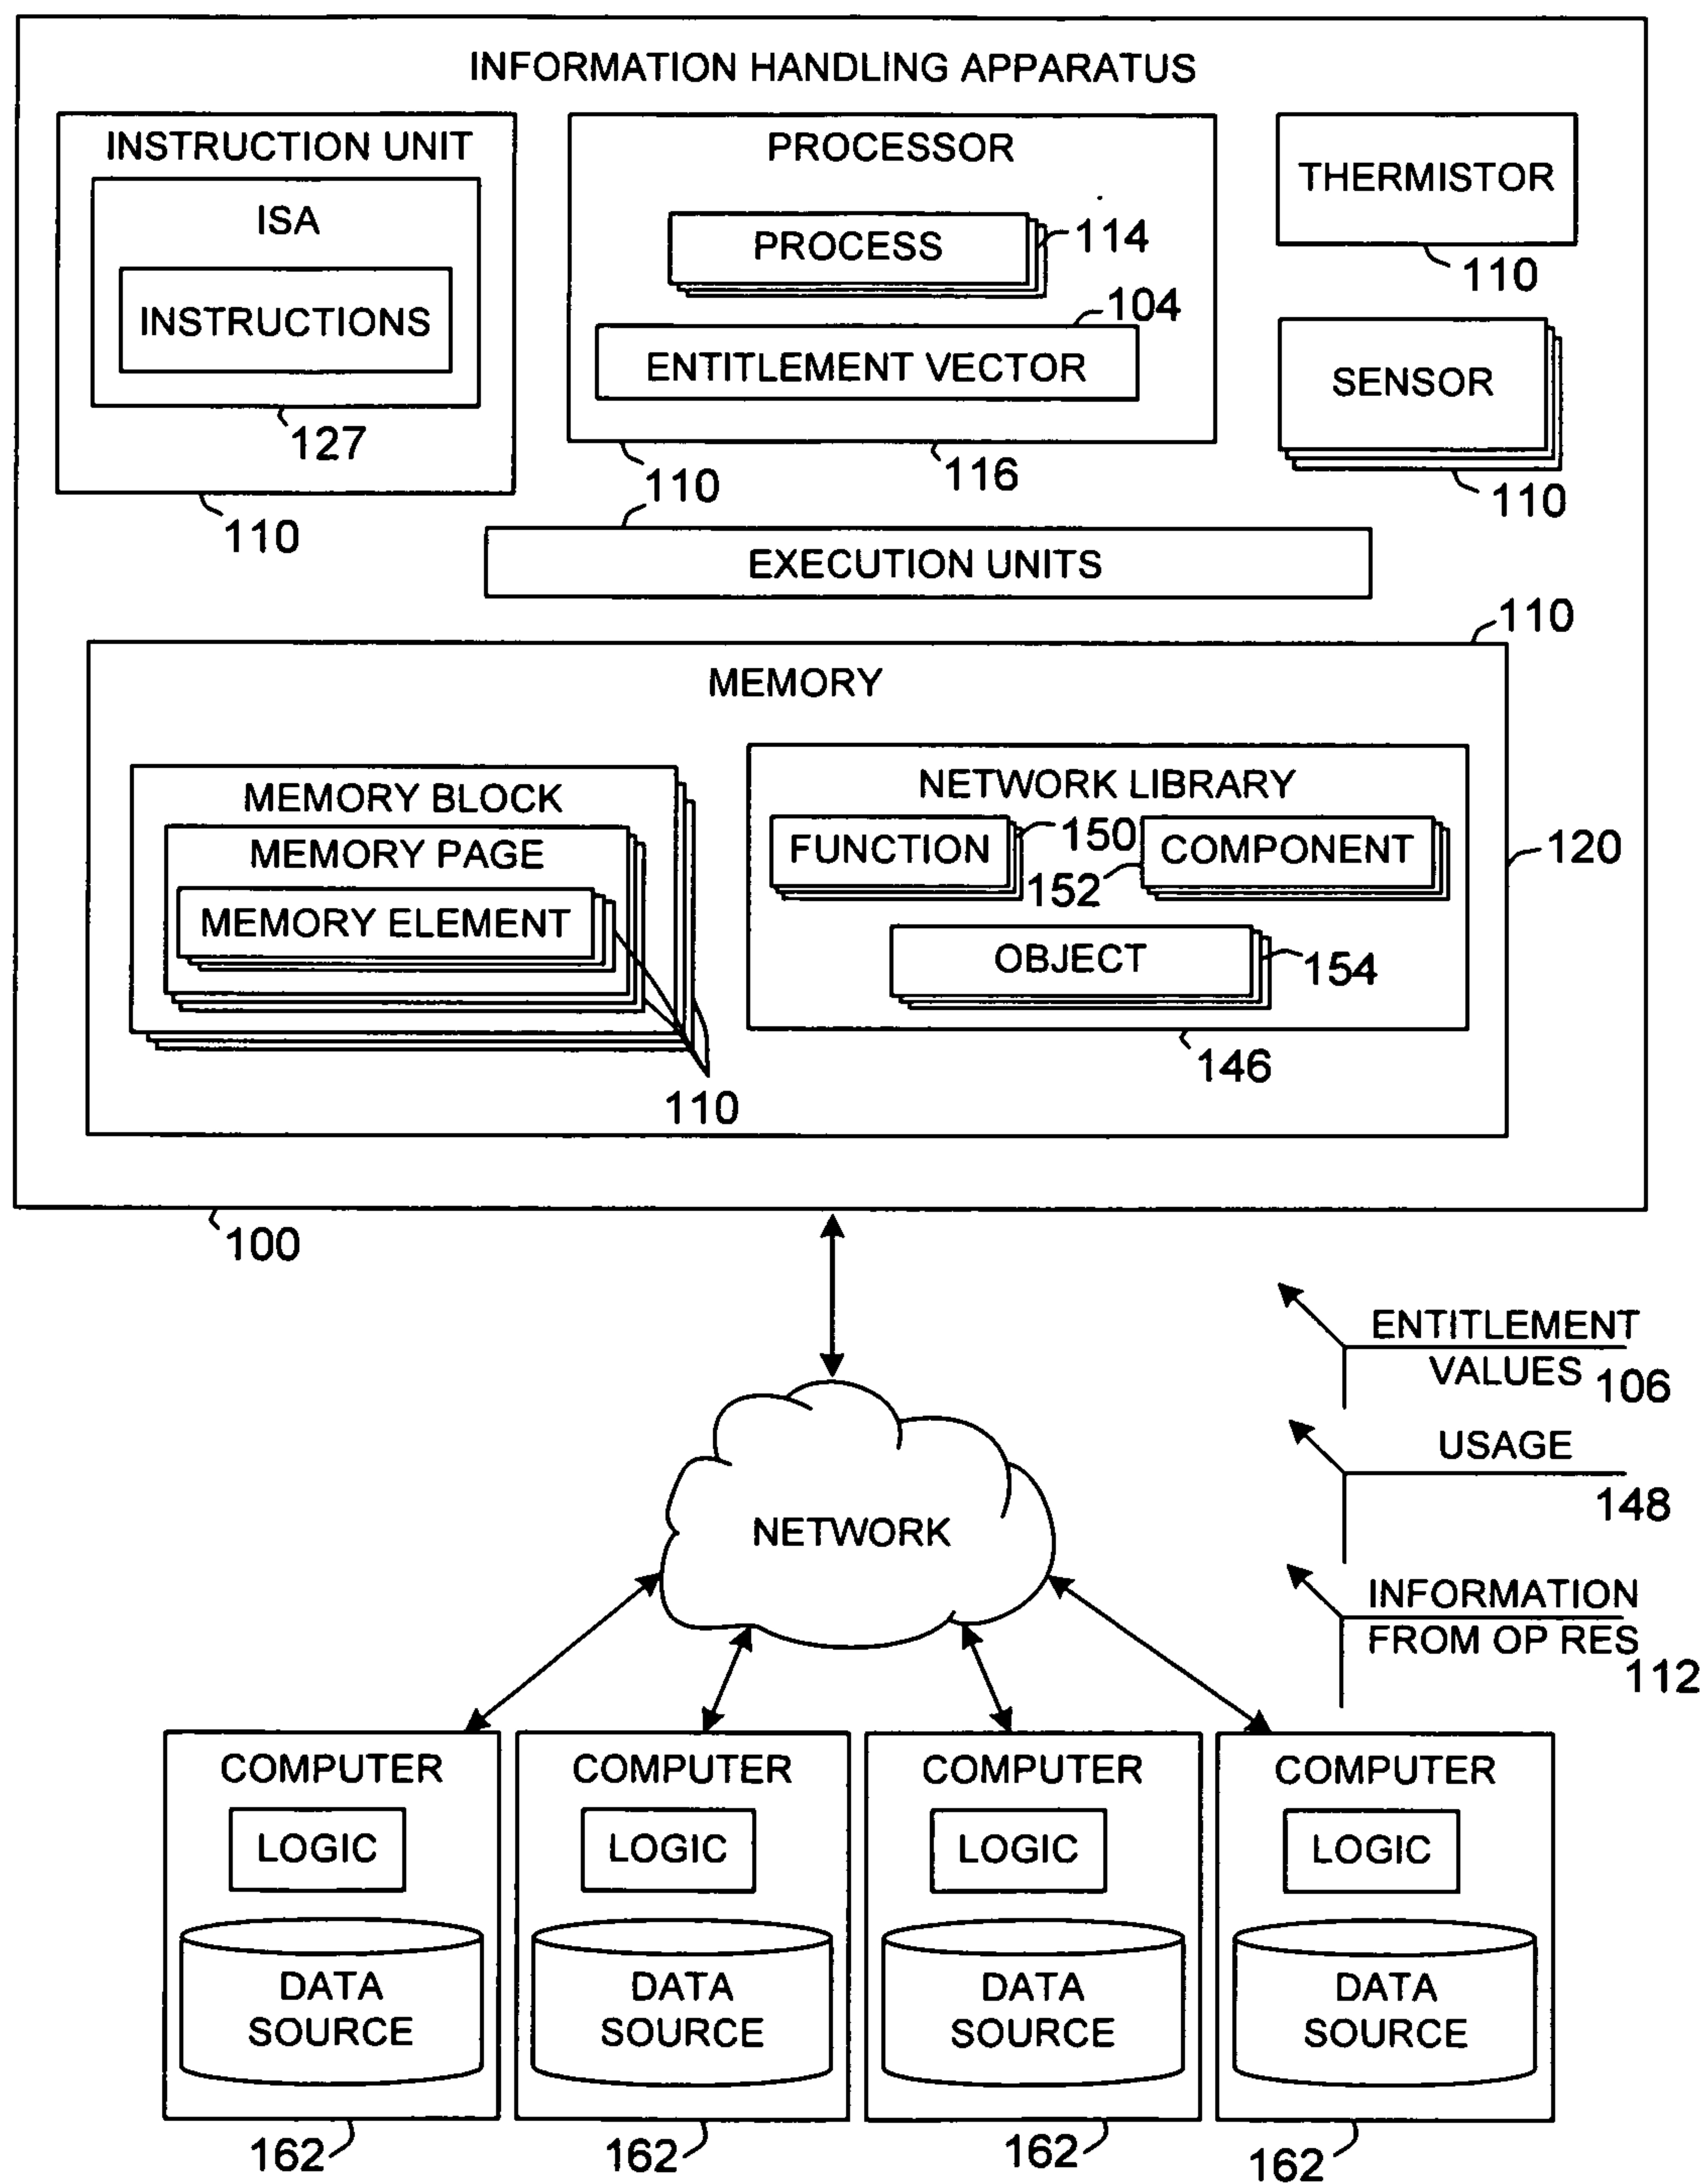 INFORMATION HANDLING APPARATUS
INSTRUCTION UNIT
ISA
INSTRUCTIONS
127
110
PROCESSOR
PROCESS
114
104
ENTITLEMENT VECTOR
110
116
THERMISTOR
110
SENSOR
110
EXECUTION UNITS
110
MEMORY
MEMORY BLOCK
MEMORY PAGE
MEMORY ELEMENT
110
NETWORK LIBRARY
FUNCTION
150
152
COMPONENT
OBJECT
154
146
120
100
ENTITLEMENT
VALUES 106
USAGE
148
INFORMATION
FROM OP RES
112
NETWORK
COMPUTER
LOGIC
DATA
SOURCE
162
COMPUTER
LOGIC
DATA
SOURCE
162
COMPUTER
LOGIC
DATA
SOURCE
162
COMPUTER
LOGIC
DATA
SOURCE
162